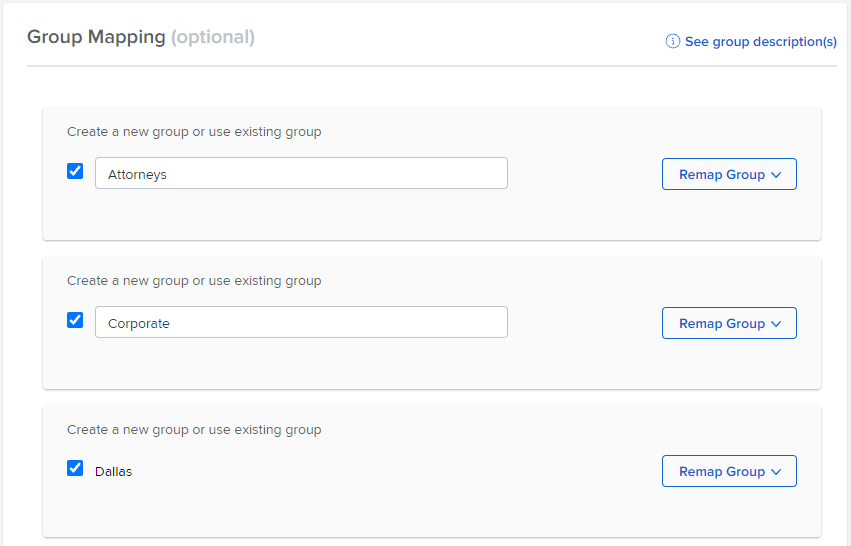 Group Mapping (optional)
See group description(s)
Create a new group or use existing group
Attorneys
Remap Group
Create a new group or use existing group
Corporate
Remap Group
Create a new group or use existing group
Dallas
Remap Group